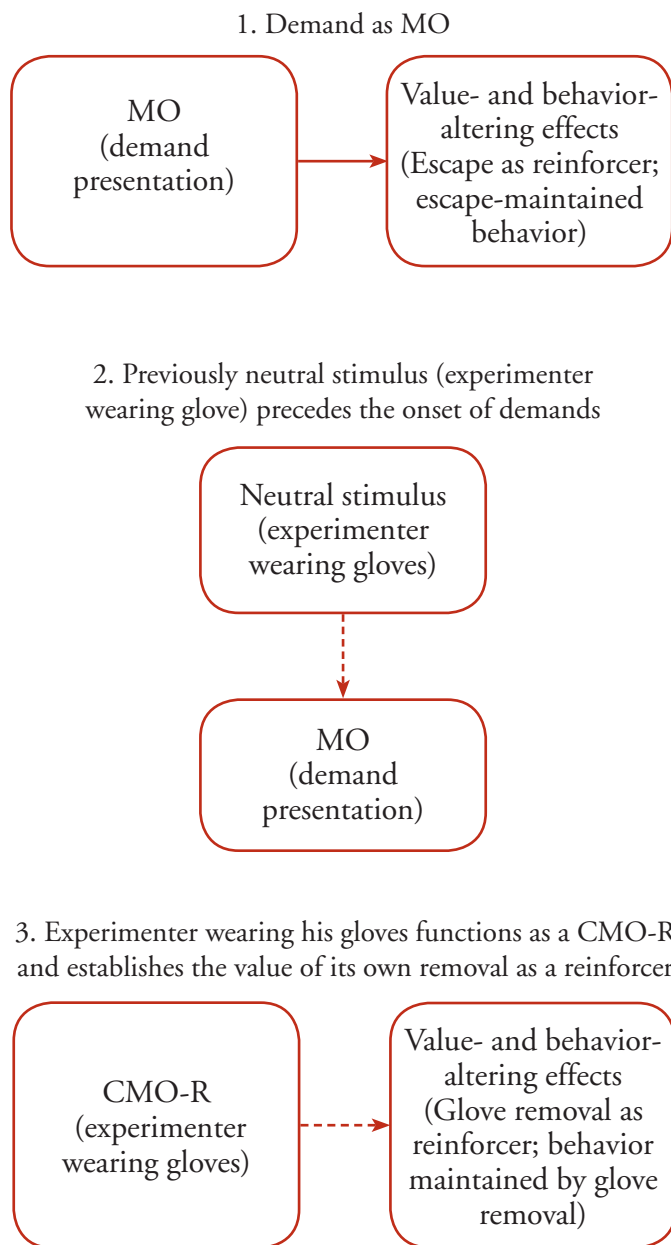 1. Demand as MO
MO
(demand
presentation)
Value- and behavior-
altering effects
(Escape as reinforcer;
escape-maintained
behavior)
2. Previously neutral stimulus (experimenter
wearing glove) precedes the onset of demands
Neutral stimulus
(experimenter
wearing gloves)
MO
(demand
presentation)
3. Experimenter wearing his gloves functions as a CMO-R
and establishes the value of its own removal as a reinforcer
CMO-R
(experimenter
wearing gloves)
Value- and behavior-
altering effects
(Glove removal as
reinforcer; behavior
maintained by glove
removal)